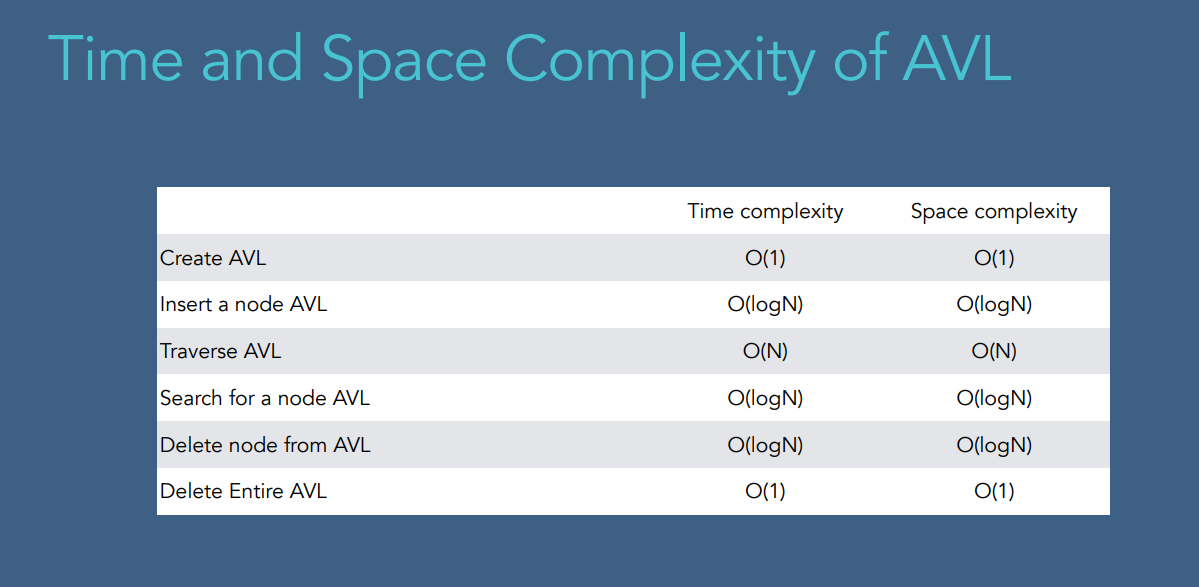 Time and Space Complexity of AVL
Time complexity Space complexity
Create AVL O(1) O(1)
Insert a node AVL O(logN) O(logN)
Traverse AVL O(N) O(N)
Search for a node AVL O(logN) O(logN)
Delete node from AVL O(logN) O(logN)
Delete Entire AVL O(1) O(1)